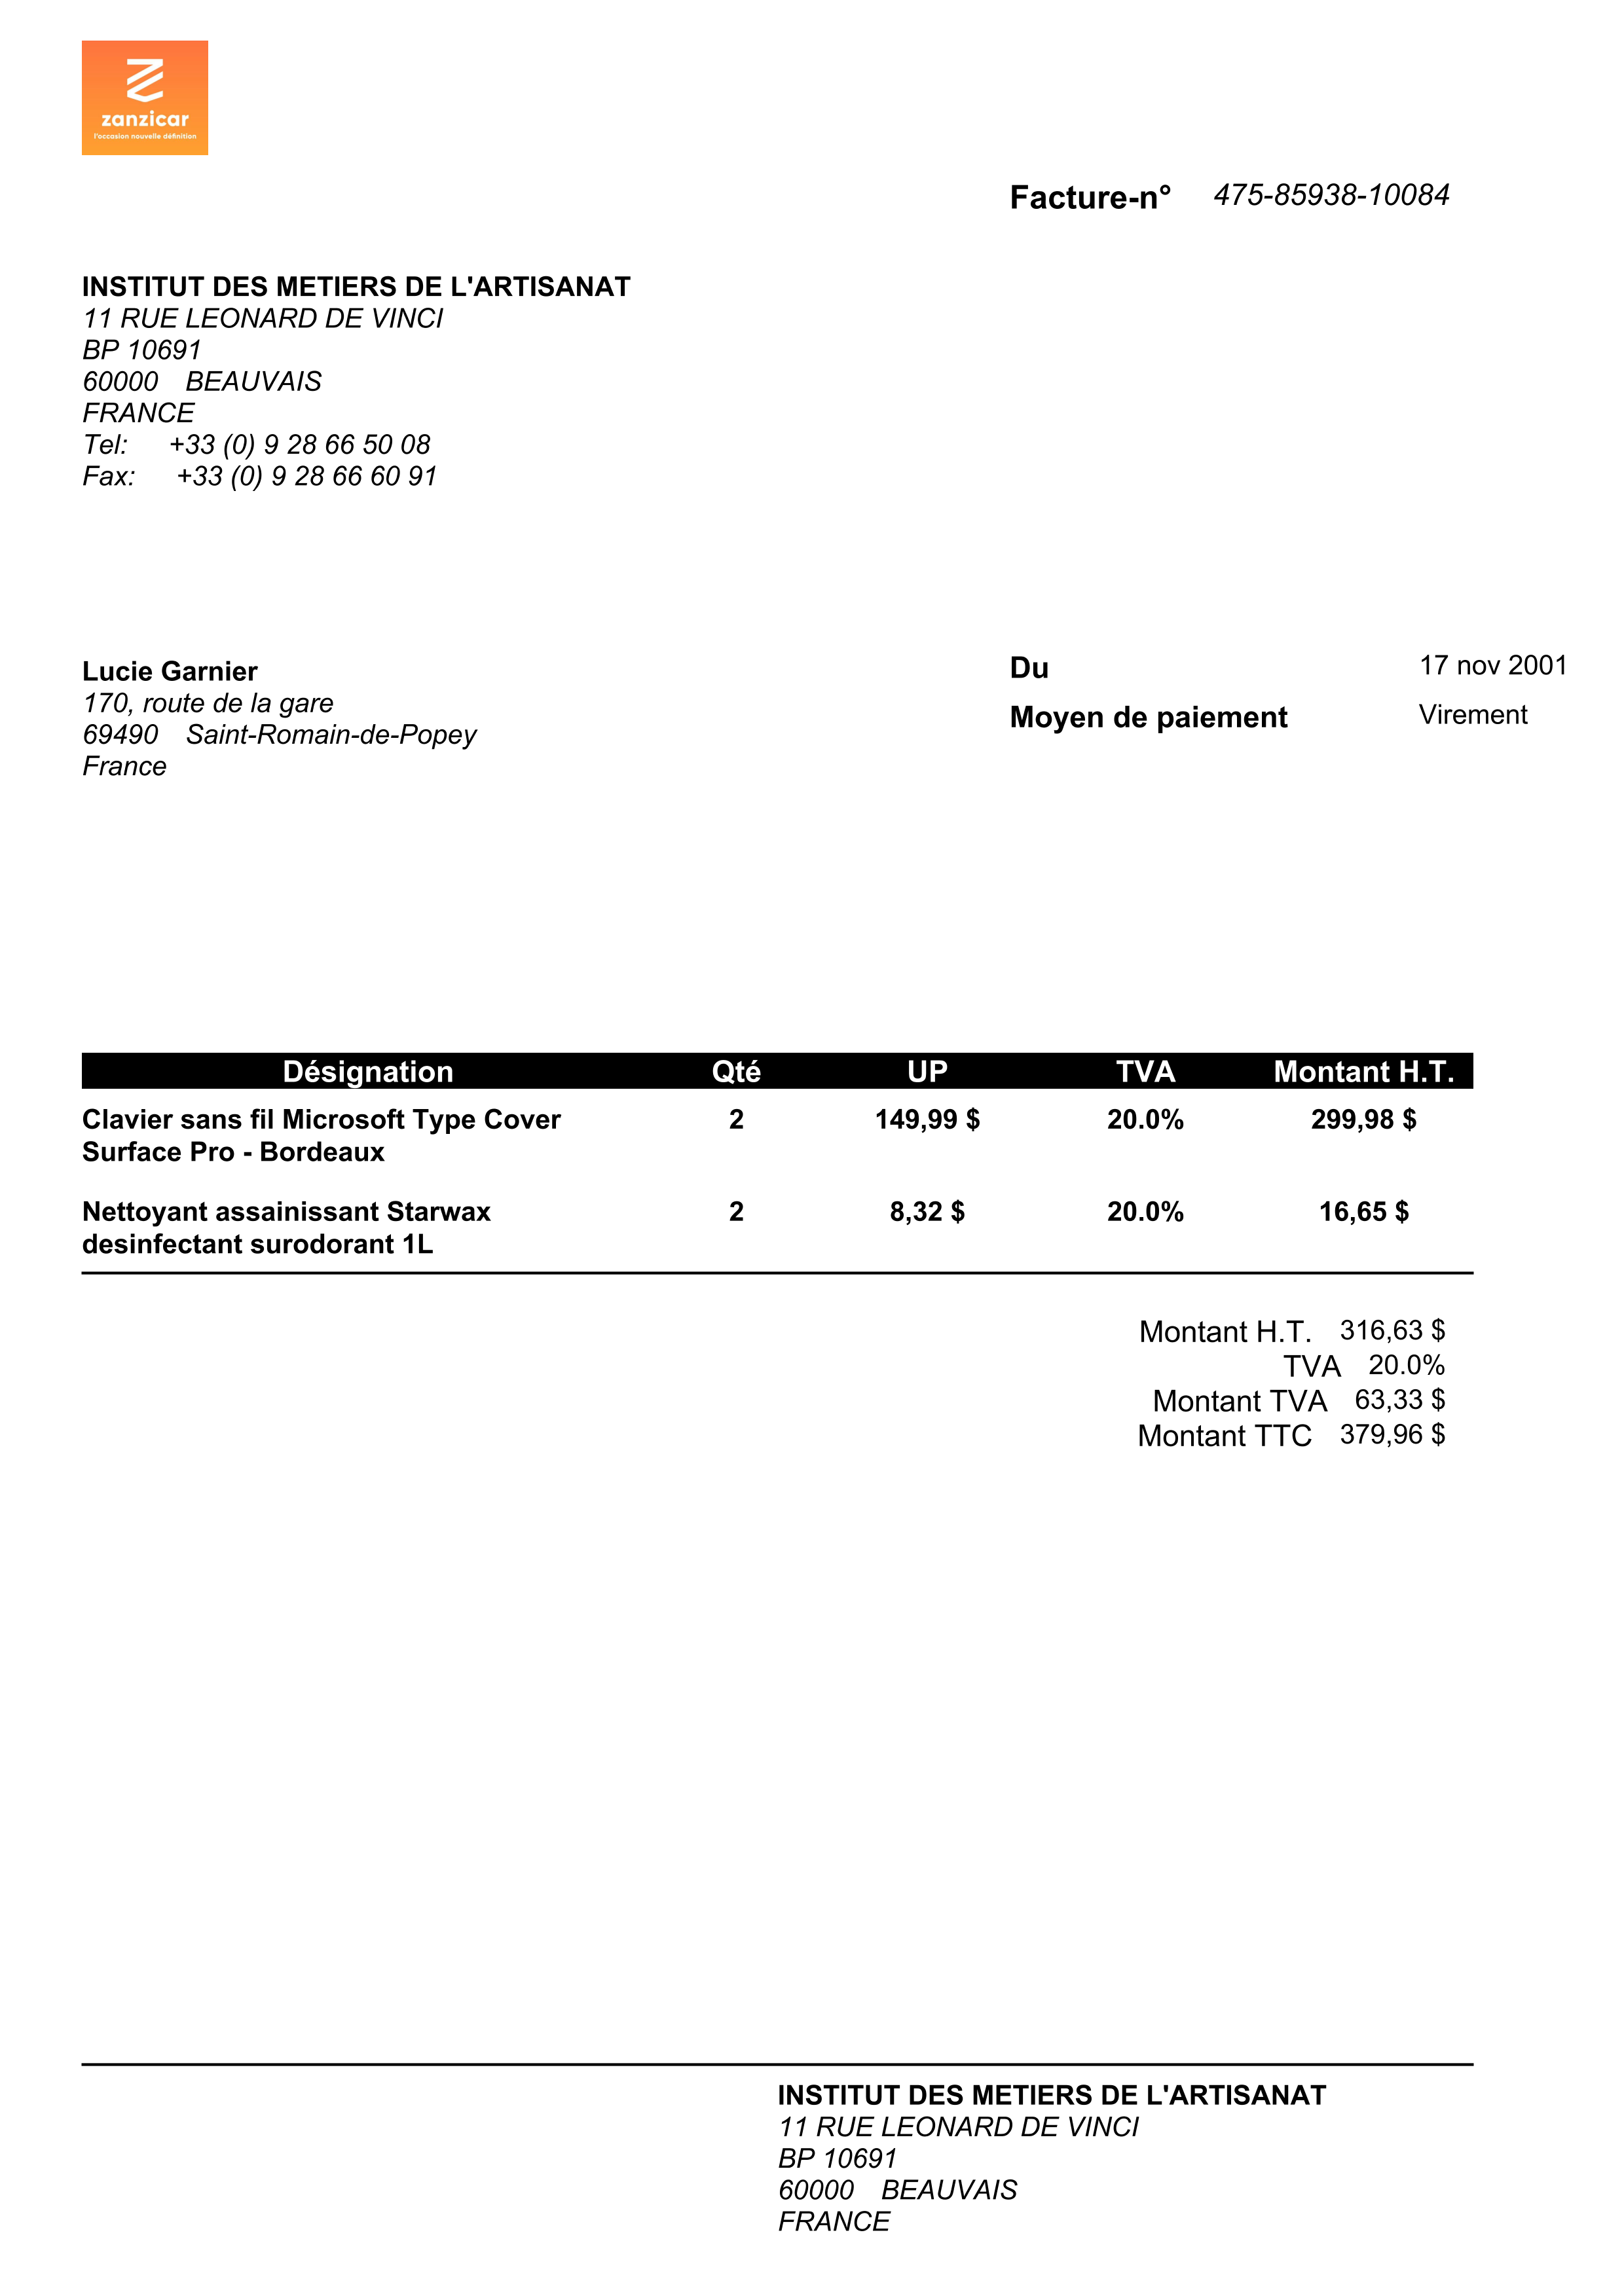 zanzicar
l'occasion nouvelle définition
Facture-n° 475-85938-10084
INSTITUT DES METIERS DE L'ARTISANAT
11 RUE LEONARD DE VINCI
BP 10691
60000 BEAUVAIS
FRANCE
Tel: +33 (0) 9 28 66 50 08
Fax: +33 (0) 9 28 66 60 91
Lucie Garnier
170, route de la gare
69490 Saint-Romain-de-Popey
France
Du 17 nov 2001
Moyen de paiement Virement
Désignation Qté UP TVA Montant H.T.
Clavier sans fil Microsoft Type Cover 2 149,99 $ 20.0% 299,98 $
Surface Pro - Bordeaux
Nettoyant assainissant Starwax 2 8,32 $ 20.0% 16,65 $
desinfectant surodorant 1L
Montant H.T. 316,63 $
TVA 20.0%
Montant TVA 63,33 $
Montant TTC 379,96 $
INSTITUT DES METIERS DE L'ARTISANAT
11 RUE LEONARD DE VINCI
BP 10691
60000 BEAUVAIS
FRANCE